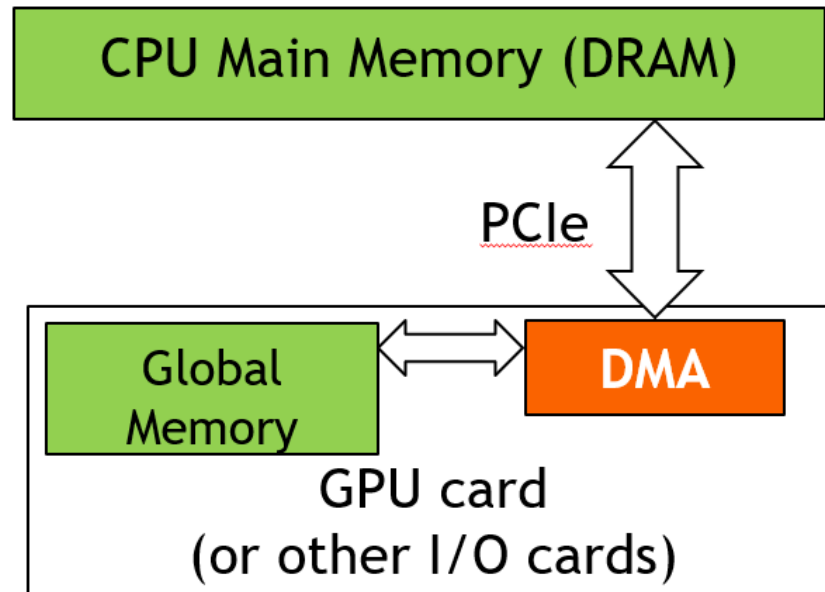 CPU Main Memory (DRAM)
PCIe
Global
Memory
DMA
GPU card
(or other I/O cards)